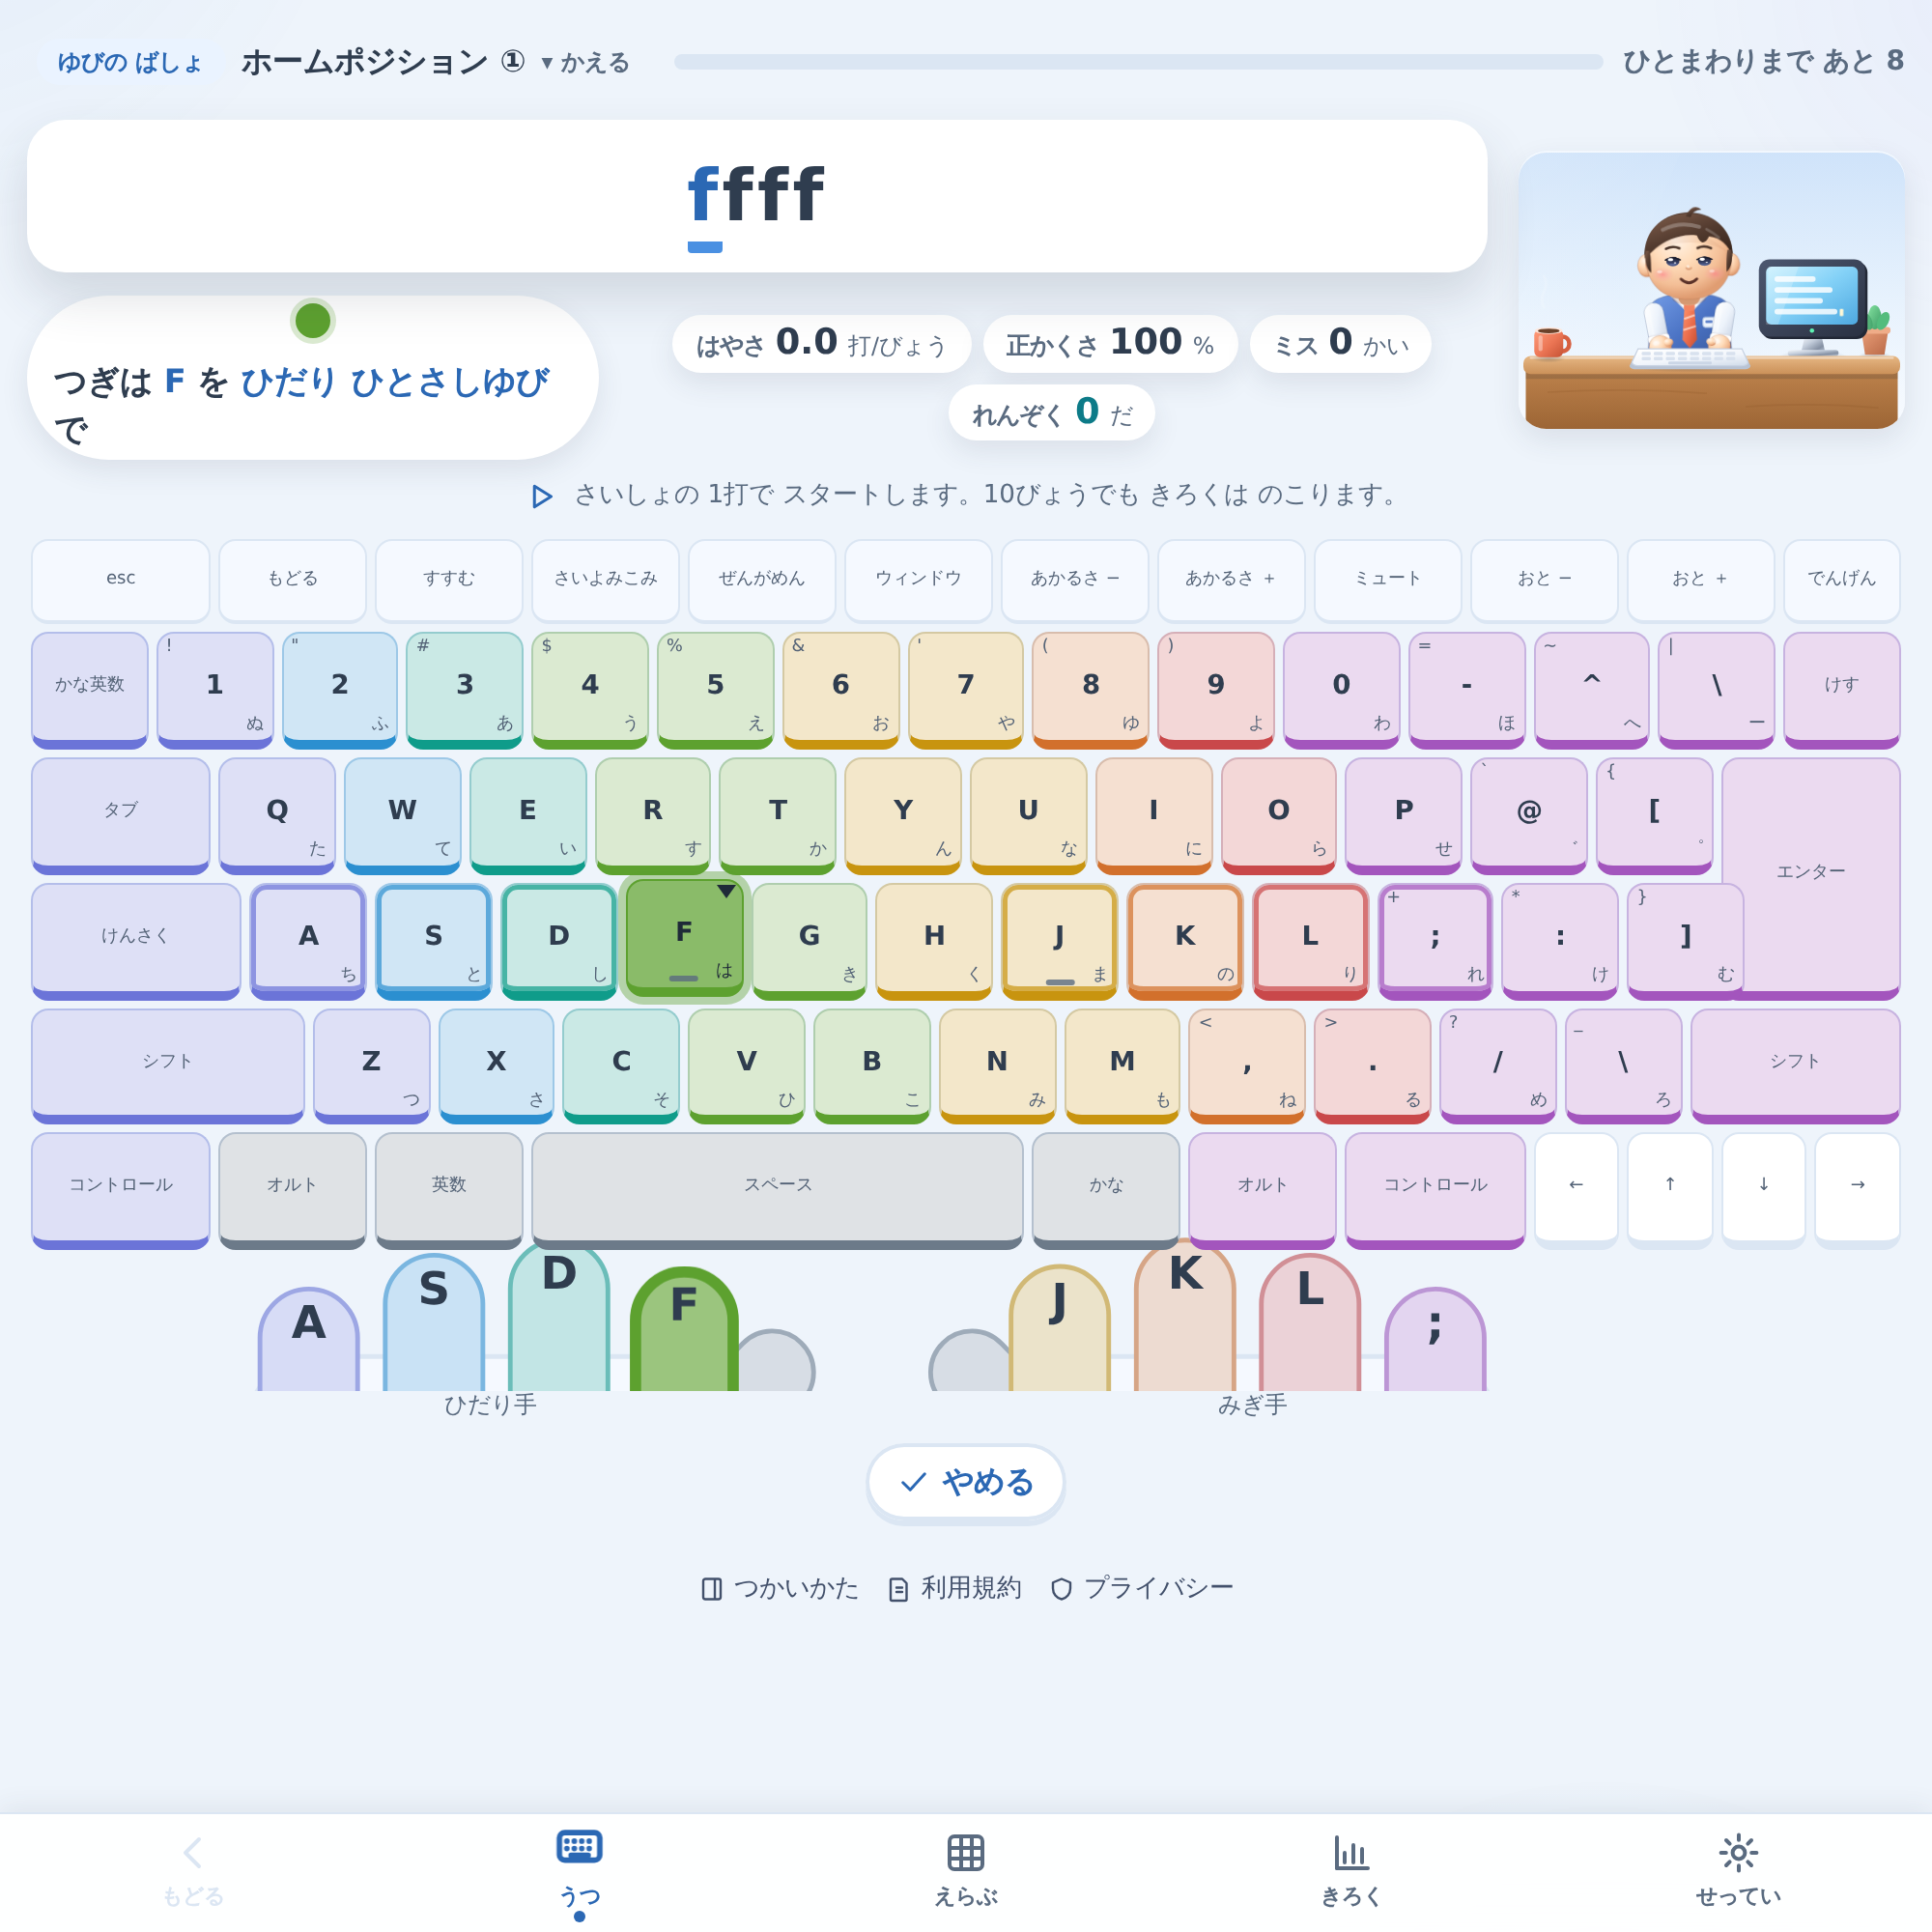 ゆびの ばしょ ホームポジション ① ▼ かえる ひとまわりまで あと 8
ffff
つぎは F を ひだり ひとさしゆび
で
はやさ 0.0 打/びょう 正かくさ 100 % ミス 0 かい
れんぞく 0 だ
さいしょの 1打で スタートします。10びょうでも きろくは のこります。
esc もどる すすむ さいよみこみ ぜんがめん ウィンドウ あかるさ − あかるさ + ミュート おと − おと + でんげん
かな英数 ! 1 ぬ " 2 ふ # 3 あ $ 4 う % 5 え & 6 お ' 7 や ( 8 ゆ ) 9 よ 0 わ = - ほ ~ ^ へ | \ ー けす
タブ Q た W て E い R す T か Y ん U な I に O ら P せ ` @ ゛ { [ ゜ エンター
けんさく A ち S と D し F は G き H く J ま K の L り + ; れ * : け } ] む
シフト Z つ X さ C そ V ひ B こ N み M も < , ね > . る ? / め _ \ ろ シフト
コントロール オルト 英数 スペース かな オルト コントロール ← ↑ ↓ →
A S D F J K L ;
ひだり手 みぎ手
やめる
つかいかた 利用規約 プライバシー
もどる うつ えらぶ きろく せってい